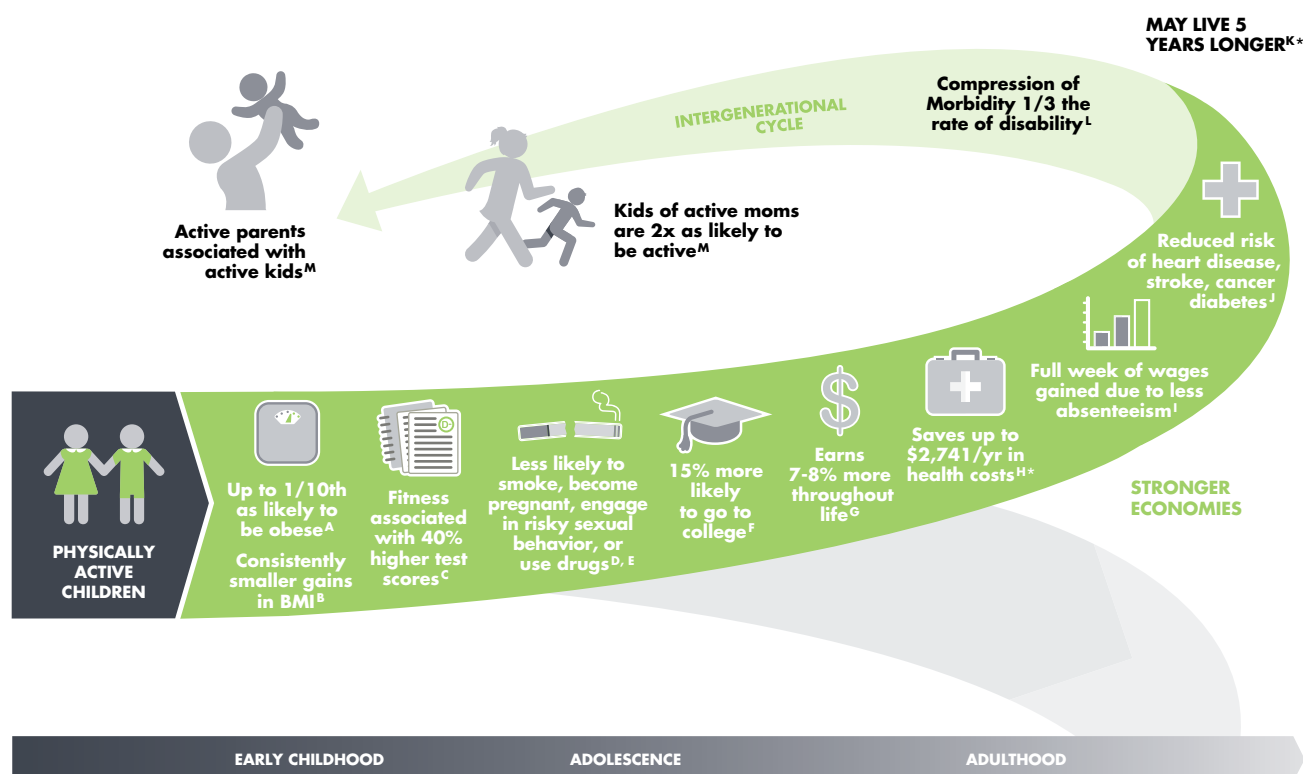 MAY LIVE 5
YEARS LONGERK*
Compression of
Morbidity 1/3 the
rate of disabilityL
INTERGENERATIONAL
CYCLE
Active parents
associated with
active kidsM
Kids of active moms
are 2x as likely to
be activeM
Reduced risk
of heart disease,
stroke, cancer
diabetesJ
Full week of wages
gained due to less
absenteeismI
Saves up to
$2,741/yr in
health costsH*
Earns
7-8% more
throughout
lifeG
15% more
likely
to go to
collegeF
Less likely to
smoke, become
pregnant, engage
in risky sexual
behavior, or
use drugsD, E
D-
Fitness
associated
with 40%
higher test
scoresC
Up to 1/10th
as likely to
be obeseA
Consistently
smaller gains
in BMIB
PHYSICALLY
ACTIVE
CHILDREN
STRONGER
ECONOMIES
EARLY CHILDHOOD
ADOLESCENCE
ADULTHOOD